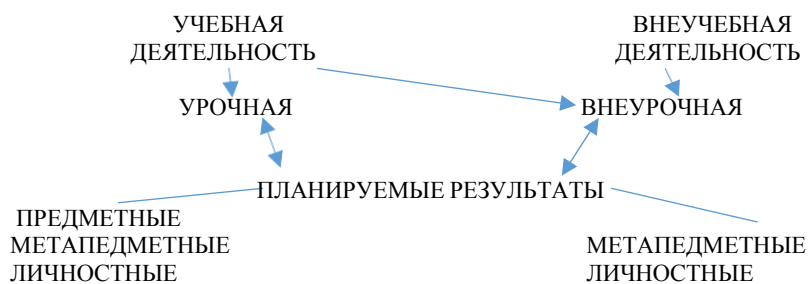 УЧЕБНАЯ
ДЕЯТЕЛЬНОСТЬ
ВНЕУЧЕБНАЯ
ДЕЯТЕЛЬНОСТЬ
УРОЧНАЯ
ВНЕУРОЧНАЯ
ПЛАНИРУЕМЫЕ РЕЗУЛЬТАТЫ
ПРЕДМЕТНЫЕ
МЕТАПЕДМЕТНЫЕ
ЛИЧНОСТНЫЕ
МЕТАПЕДМЕТНЫЕ
ЛИЧНОСТНЫЕ